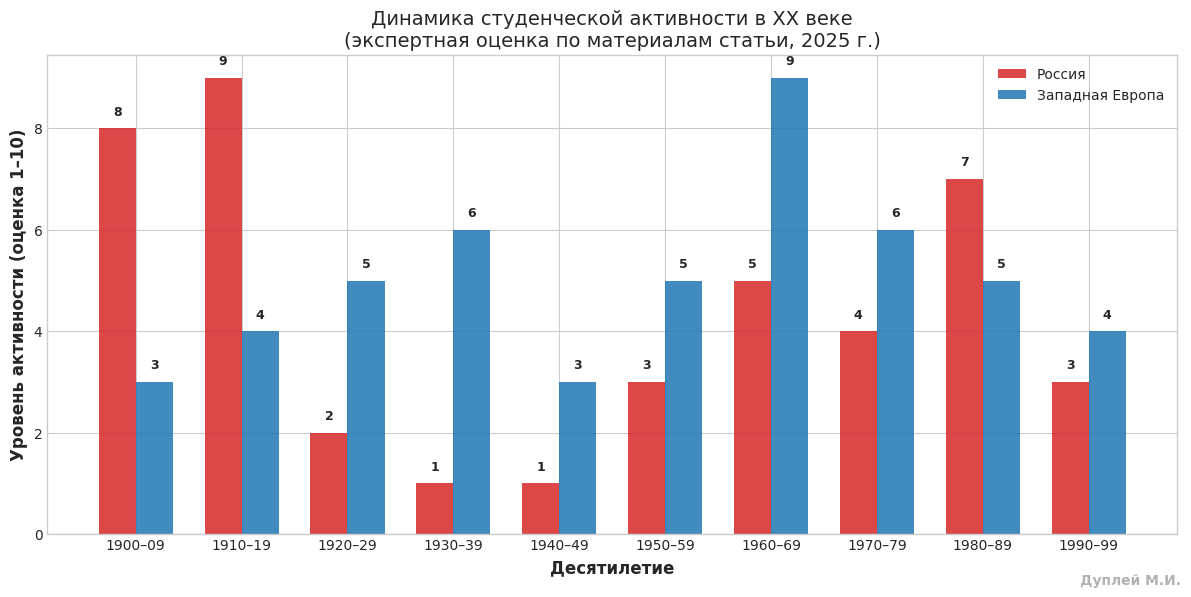 Динамика студенческой активности в XX веке
(экспертная оценка по материалам статьи, 2025 г.)
Уровень активности (оценка 1–10)
Россия
Западная Европа
8
6
4
2
0
8 3 9 4 2 5 1 6 1 3 3 5 5 9 4 6 7 5 3 4
1900–09 1910–19 1920–29 1930–39 1940–49 1950–59 1960–69 1970–79 1980–89 1990–99
Десятилетие
Дуплей М.И.